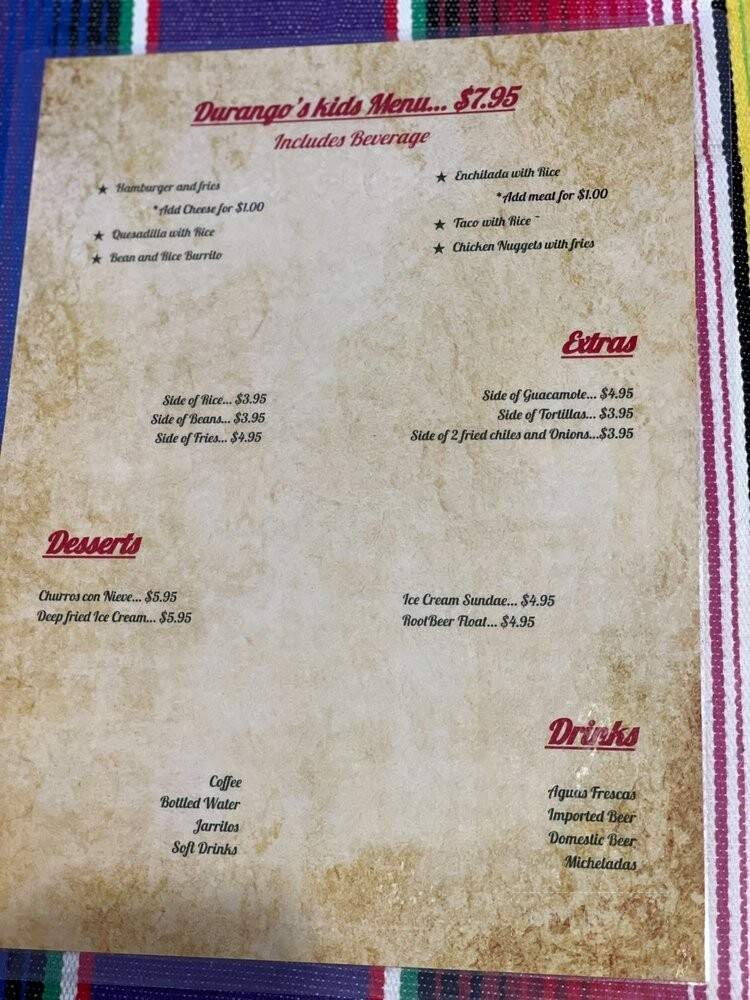 Durango's kids Menu... $7.95
Includes Beverage
★ Hamburger and fries
*Add Cheese for $1.00
★ Quesadilla with Rice
★ Bean and Rice Burrito
★ Enchilada with Rice
*Add meat for $1.00
★ Taco with Rice ~
★ Chicken Nuggets with fries
Extras
Side of Rice... $3.95
Side of Beans... $3.95
Side of Fries... $4.95
Side of Guacamole... $4.95
Side of Tortillas... $3.95
Side of 2 fried chiles and Onions...$3.95
Desserts
Churros con Nieve... $5.95
Deep fried Ice Cream... $5.95
Ice Cream Sundae... $4.95
RootBeer Float... $4.95
Drinks
Coffee
Bottled Water
Jarritos
Soft Drinks
Aguas Frescas
Imported Beer
Domestic Beer
Micheladas